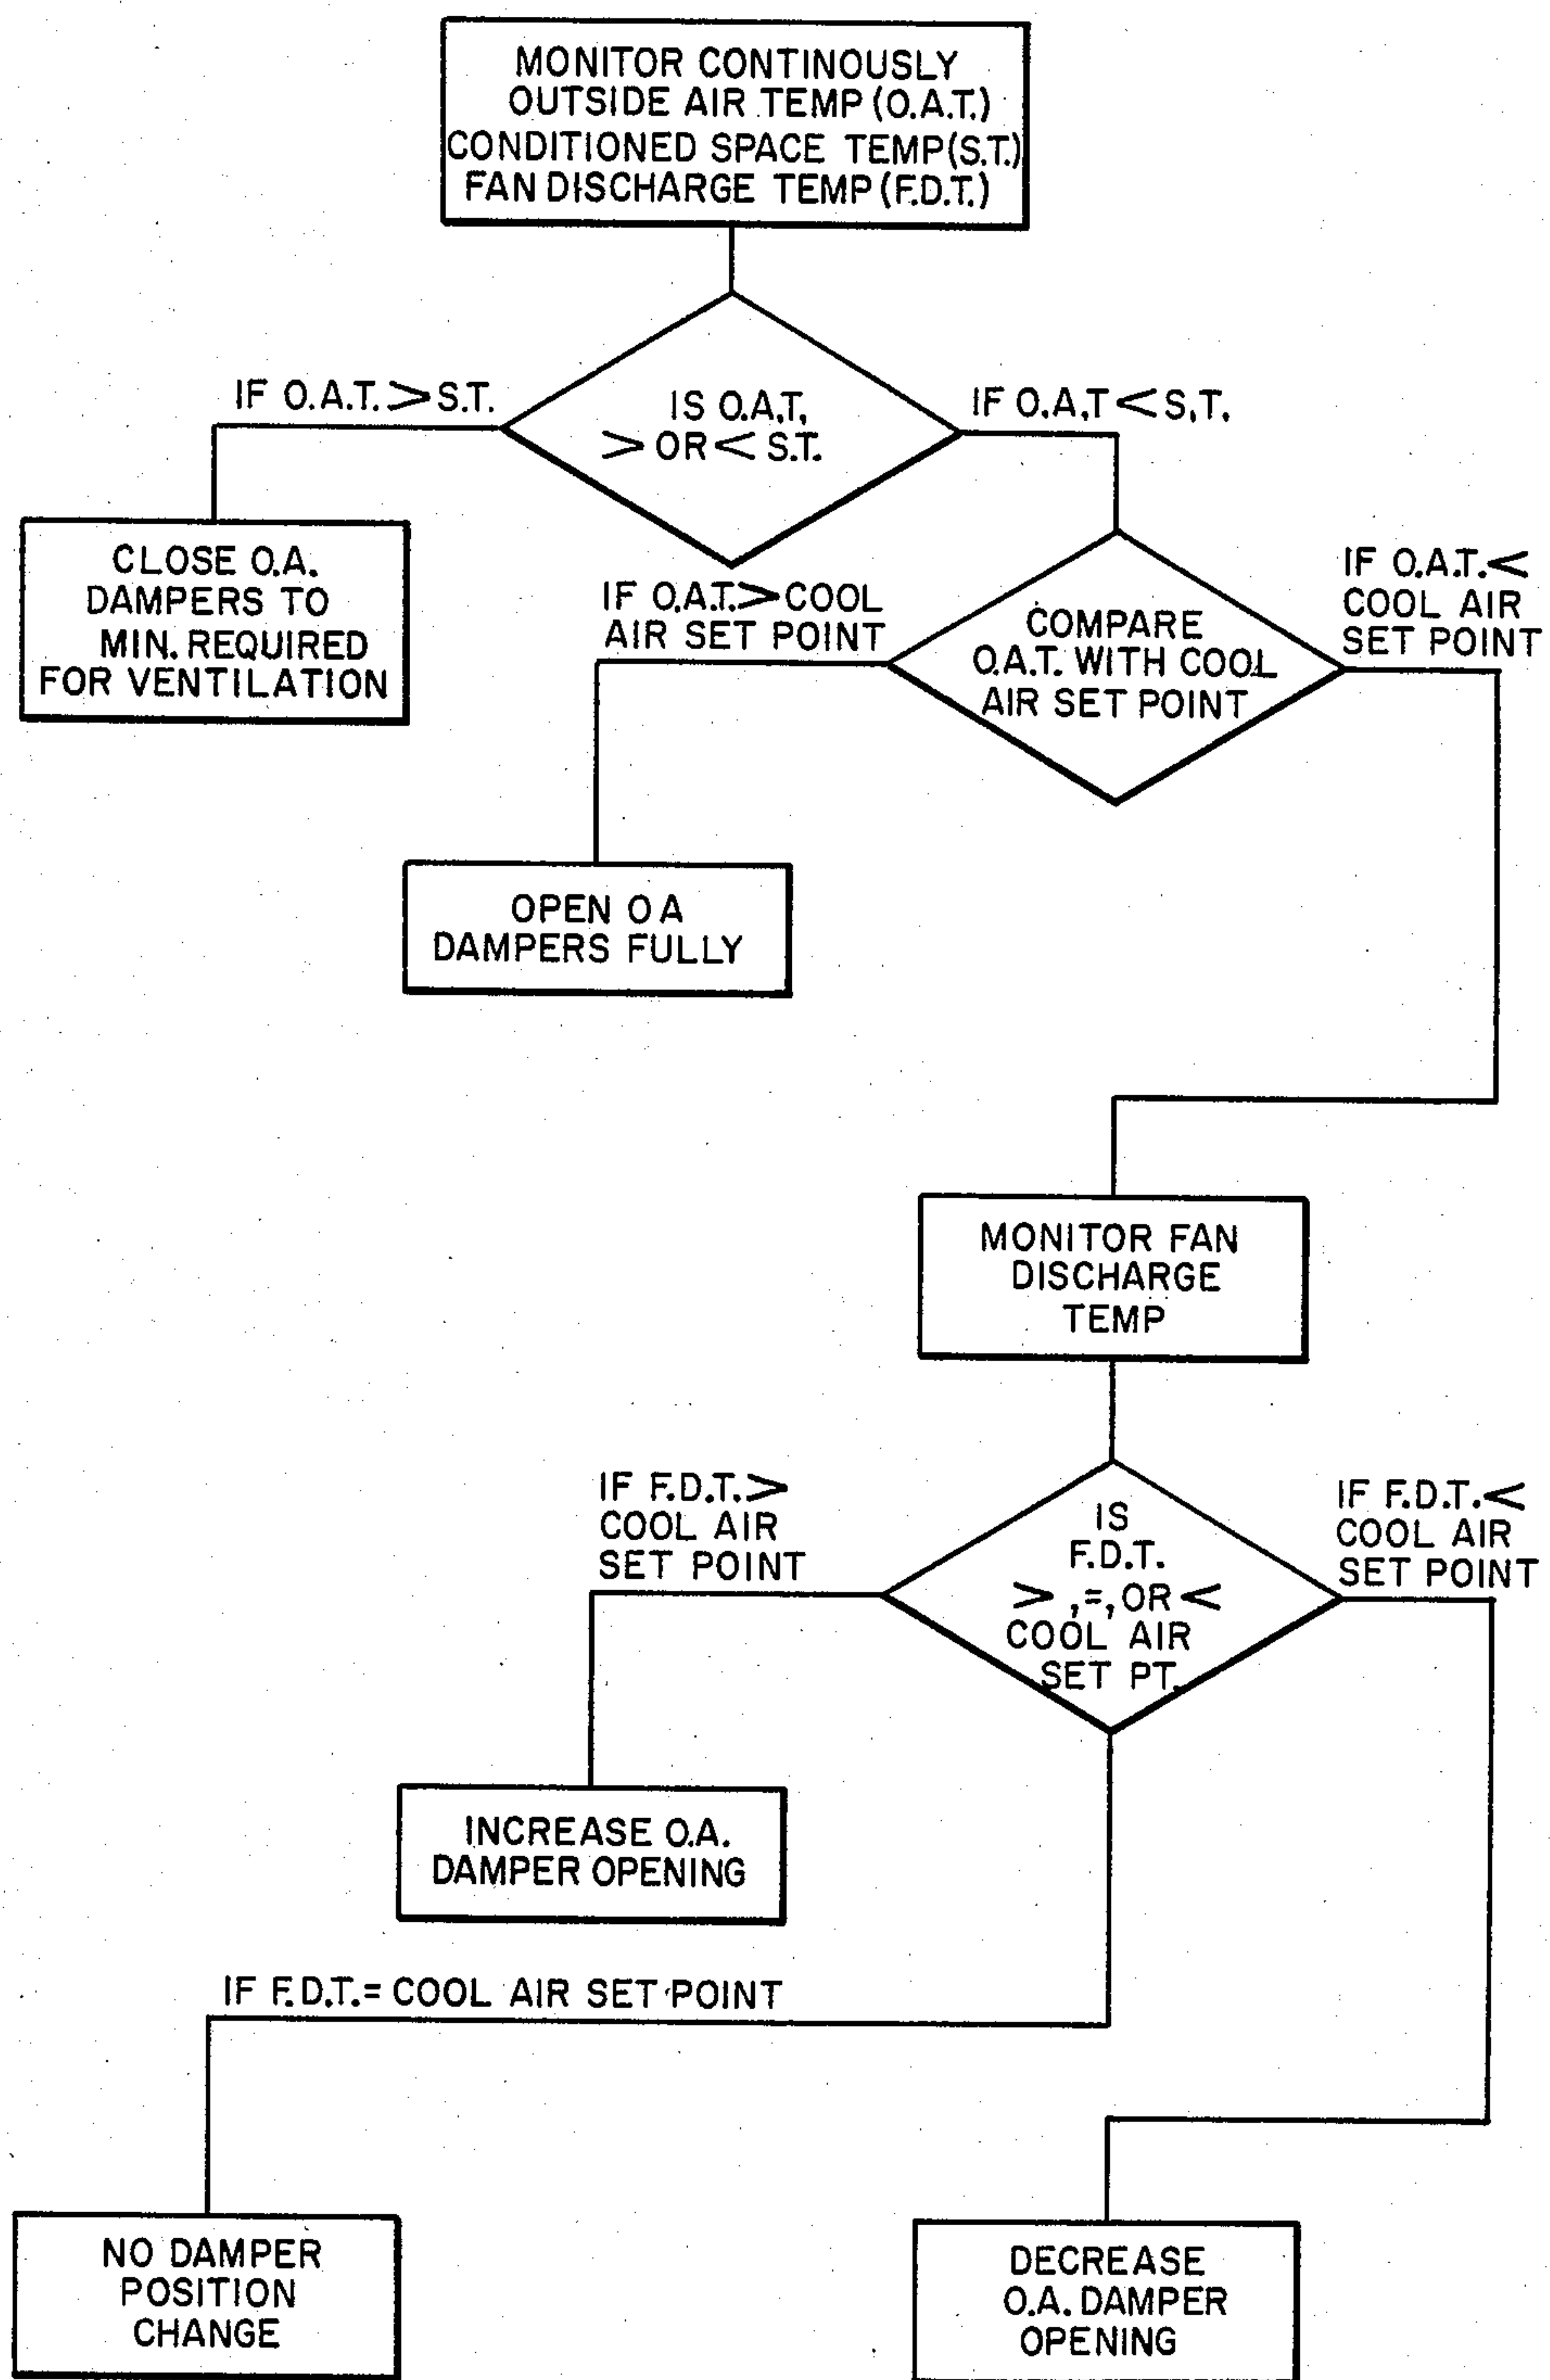 MONITOR CONTINOUSLY
OUTSIDE AIR TEMP (O.A.T.)
CONDITIONED SPACE TEMP(S.T.)
FAN DISCHARGE TEMP (F.D.T.)
IF O.A.T. > S.T.
IS O.A.T,
> OR < S.T.
IF O.A,T < S,T.
CLOSE O.A.
DAMPERS TO
MIN. REQUIRED
FOR VENTILATION
IF O.A.T. > COOL
AIR SET POINT
COMPARE
O.A.T. WITH COOL
AIR SET POINT
IF O.A.T. <
COOL AIR
SET POINT
OPEN O A
DAMPERS FULLY
MONITOR FAN
DISCHARGE
TEMP
IF F.D.T. >
COOL AIR
SET POINT
IS
F.D.T.
> ,=, OR <
COOL AIR
SET PT.
IF F.D.T. <
COOL AIR
SET POINT
INCREASE O.A.
DAMPER OPENING
IF F.D.T. = COOL AIR SET POINT
NO DAMPER
POSITION
CHANGE
DECREASE
O.A. DAMPER
OPENING